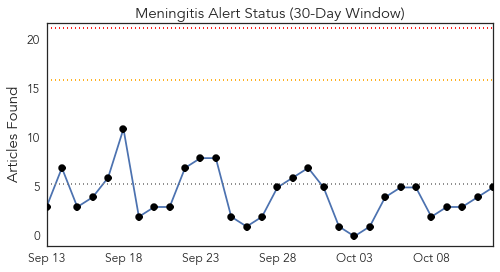 Meningitis Alert Status (30-Day Window)
Articles Found
20
15
10
5
0
Sep 13 Sep 18 Sep 23 Sep 28 Oct 03 Oct 08